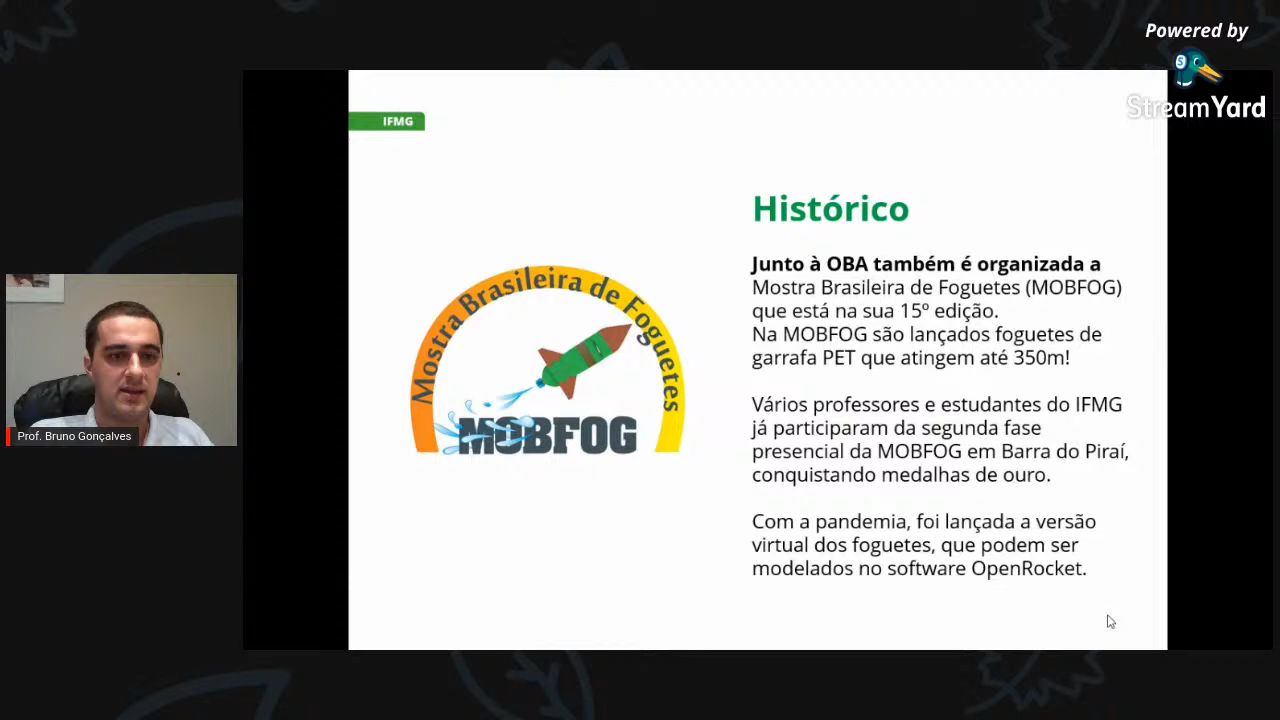 Powered by
StreamYard
IFMG
Histórico
Junto à OBA também é organizada a
Mostra Brasileira de Foguetes (MOBFOG)
que está na sua 15º edição.
Na MOBFOG são lançados foguetes de
garrafa PET que atingem até 350m!
Vários professores e estudantes do IFMG
já participaram da segunda fase
presencial da MOBFOG em Barra do Piraí,
conquistando medalhas de ouro.
Com a pandemia, foi lançada a versão
virtual dos foguetes, que podem ser
modelados no software OpenRocket.
Mostra Brasileira de Foguetes
MOBFOG
Prof. Bruno Gonçalves